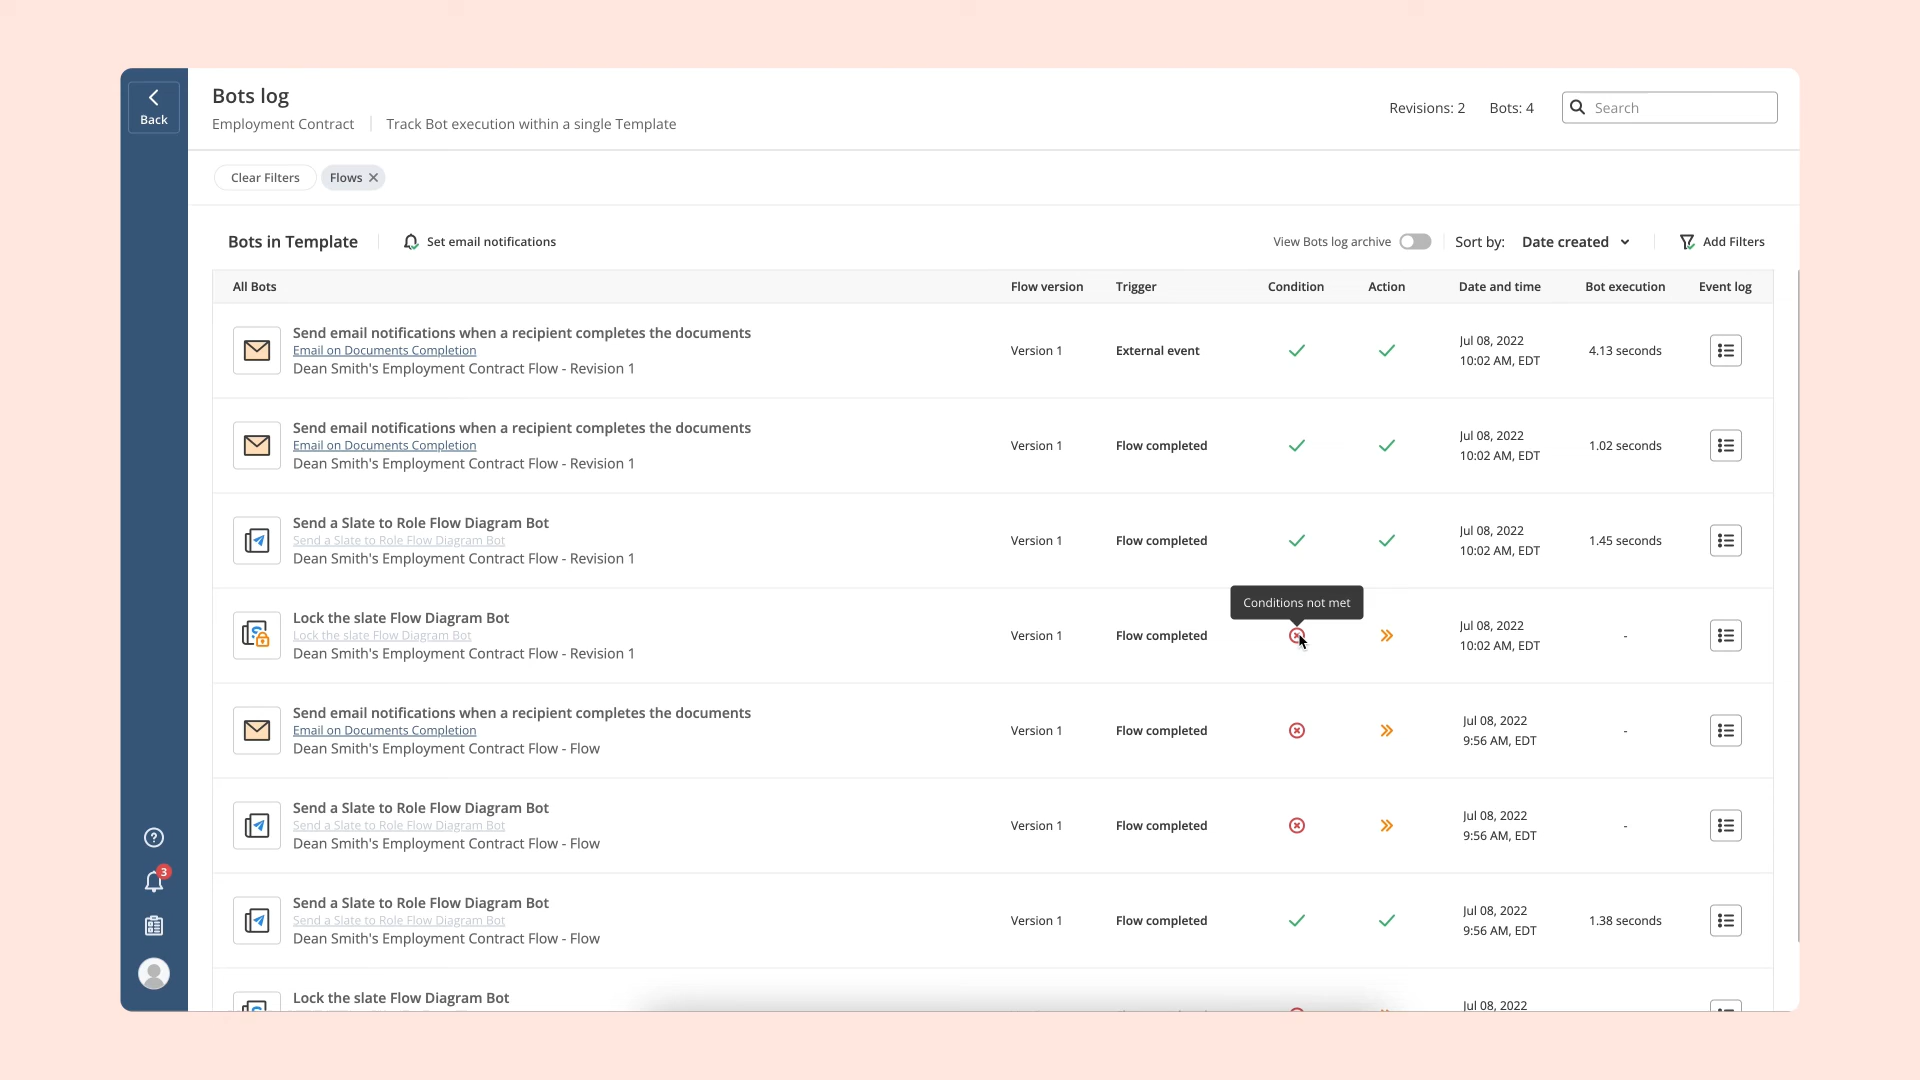 Back
Bots log
Employment Contract
Track Bot execution within a single Template
Revisions: 2
Bots: 4
Search
Clear Filters
Flows
Bots in Template
Set email notifications
View Bots log archive
Sort by:
Date created
Add Filters
All Bots
Flow version
Trigger
Condition
Action
Date and time
Bot execution
Event log
Send email notifications when a recipient completes the documents
Email on Documents Completion
Dean Smith's Employment Contract Flow - Revision 1
Version 1
External event
Jul 08, 2022
10:02 AM, EDT
4.13 seconds
Send email notifications when a recipient completes the documents
Email on Documents Completion
Dean Smith's Employment Contract Flow - Revision 1
Version 1
Flow completed
Jul 08, 2022
10:02 AM, EDT
1.02 seconds
Send a Slate to Role Flow Diagram Bot
Send a Slate to Role Flow Diagram Bot
Dean Smith's Employment Contract Flow - Revision 1
Version 1
Flow completed
Jul 08, 2022
10:02 AM, EDT
1.45 seconds
Conditions not met
Lock the slate Flow Diagram Bot
Lock the slate Flow Diagram Bot
Dean Smith's Employment Contract Flow - Revision 1
Version 1
Flow completed
Jul 08, 2022
10:02 AM, EDT
-
Send email notifications when a recipient completes the documents
Email on Documents Completion
Dean Smith's Employment Contract Flow - Flow
Version 1
Flow completed
Jul 08, 2022
9:56 AM, EDT
-
Send a Slate to Role Flow Diagram Bot
Send a Slate to Role Flow Diagram Bot
Dean Smith's Employment Contract Flow - Flow
Version 1
Flow completed
Jul 08, 2022
9:56 AM, EDT
-
3
Send a Slate to Role Flow Diagram Bot
Send a Slate to Role Flow Diagram Bot
Dean Smith's Employment Contract Flow - Flow
Version 1
Flow completed
Jul 08, 2022
9:56 AM, EDT
1.38 seconds
Lock the slate Flow Diagram Bot
Jul 08, 2022